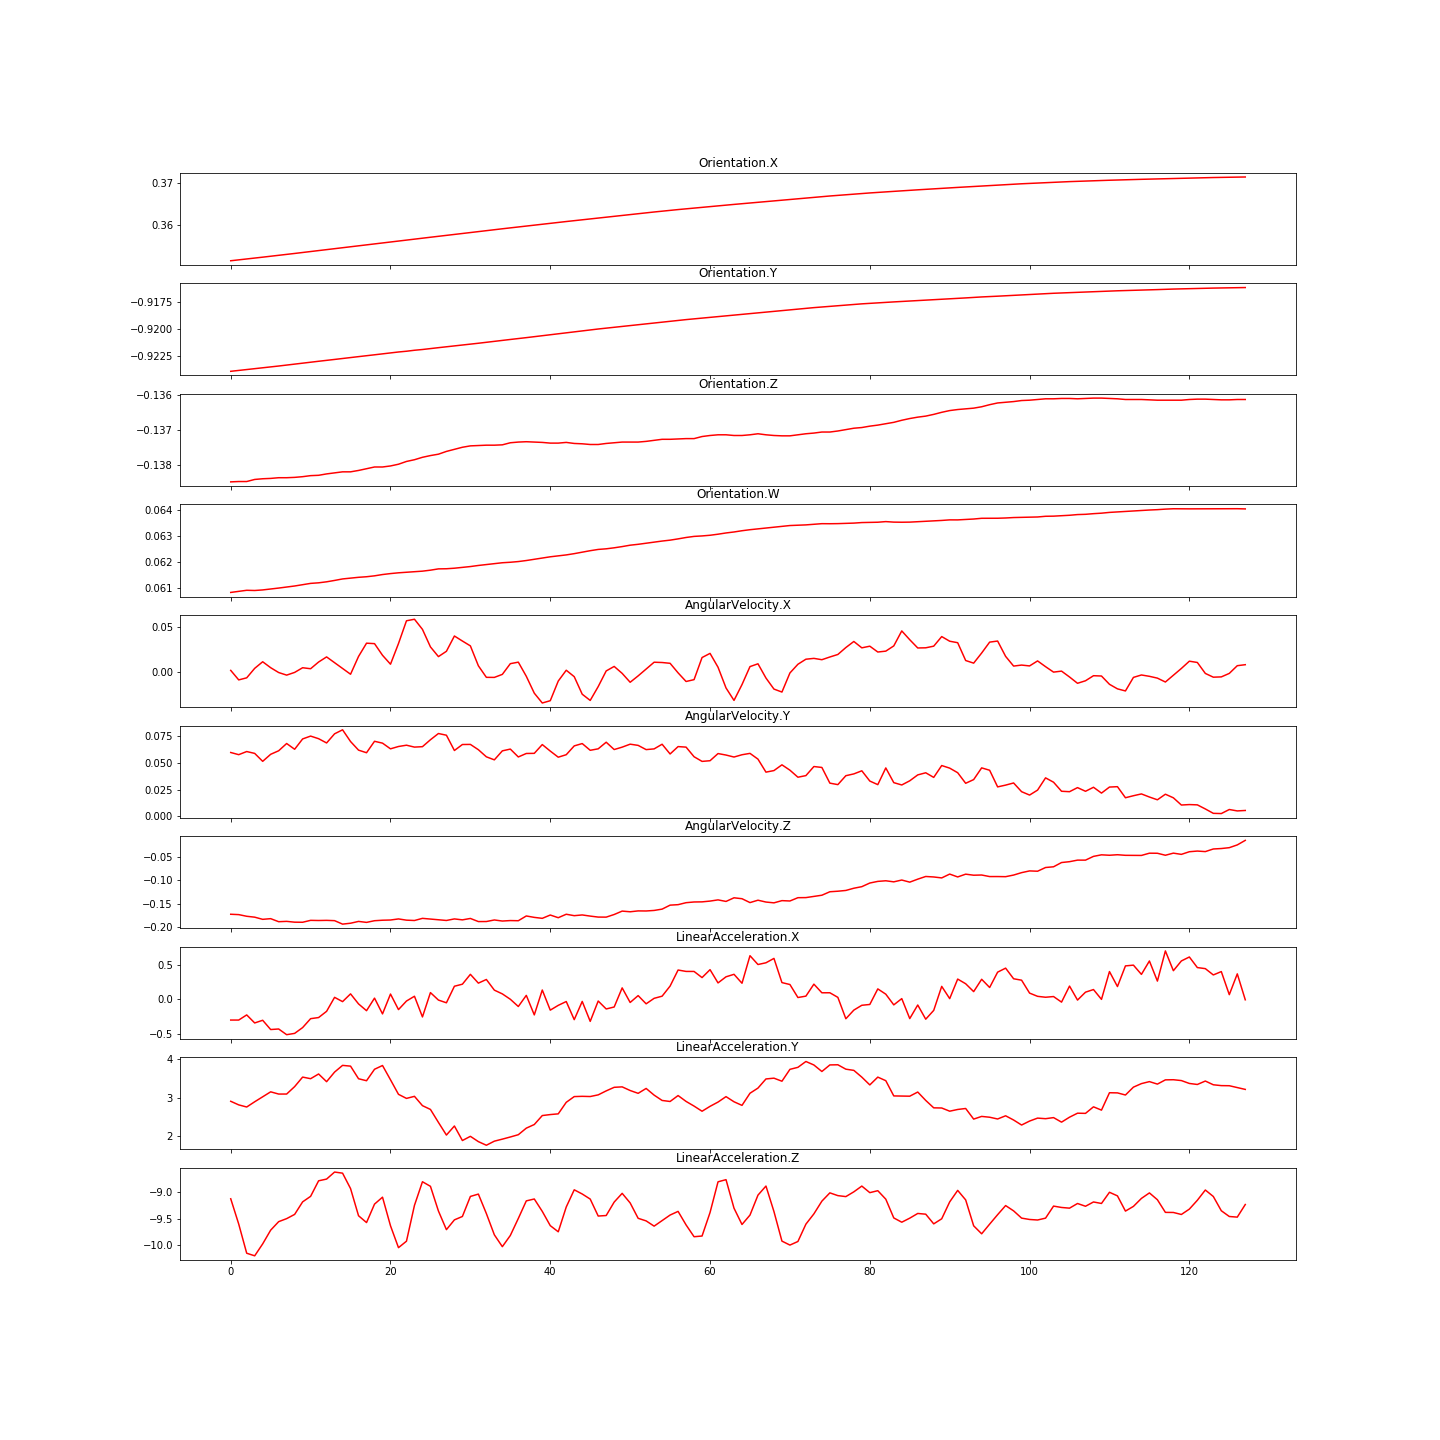 Orientation.X
0.37
0.36
Orientation.Y
−0.9175
−0.9200
−0.9225
Orientation.Z
−0.136
−0.137
−0.138
Orientation.W
0.064
0.063
0.062
0.061
AngularVelocity.X
0.05
0.00
AngularVelocity.Y
0.075
0.050
0.025
0.000
AngularVelocity.Z
−0.05
−0.10
−0.15
−0.20
LinearAcceleration.X
0.5
0.0
−0.5
LinearAcceleration.Y
4
3
2
LinearAcceleration.Z
−9.0
−9.5
−10.0
0 20 40 60 80 100 120